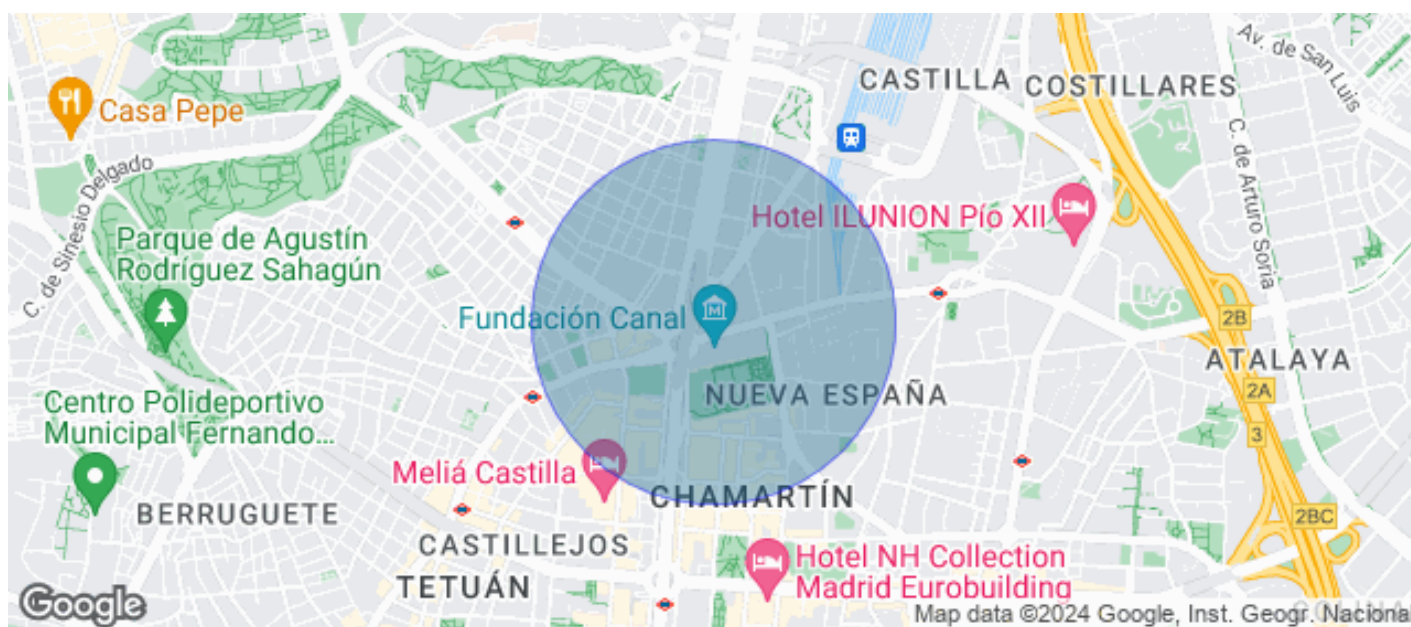 CASTILLA
COSTILLARES
Av. de San Luis
Casa Pepe
C. de Sinesio Delgado
C. de Arturo Soria
Hotel ILUNION Pío XII
Parque de Agustín
Rodríguez Sahagún
Fundación Canal
M
2B
ATALAYA
2A
NUEVA ESPAÑA
Centro Polideportivo
Municipal Fernando...
3
Meliá Castilla
CHAMARTÍN
BERRUGUETE
2BC
CASTILLEJOS
TETUÁN
Hotel NH Collection
Madrid Eurobuilding
Google
Map data ©2024 Google, Inst. Geogr. Naciona